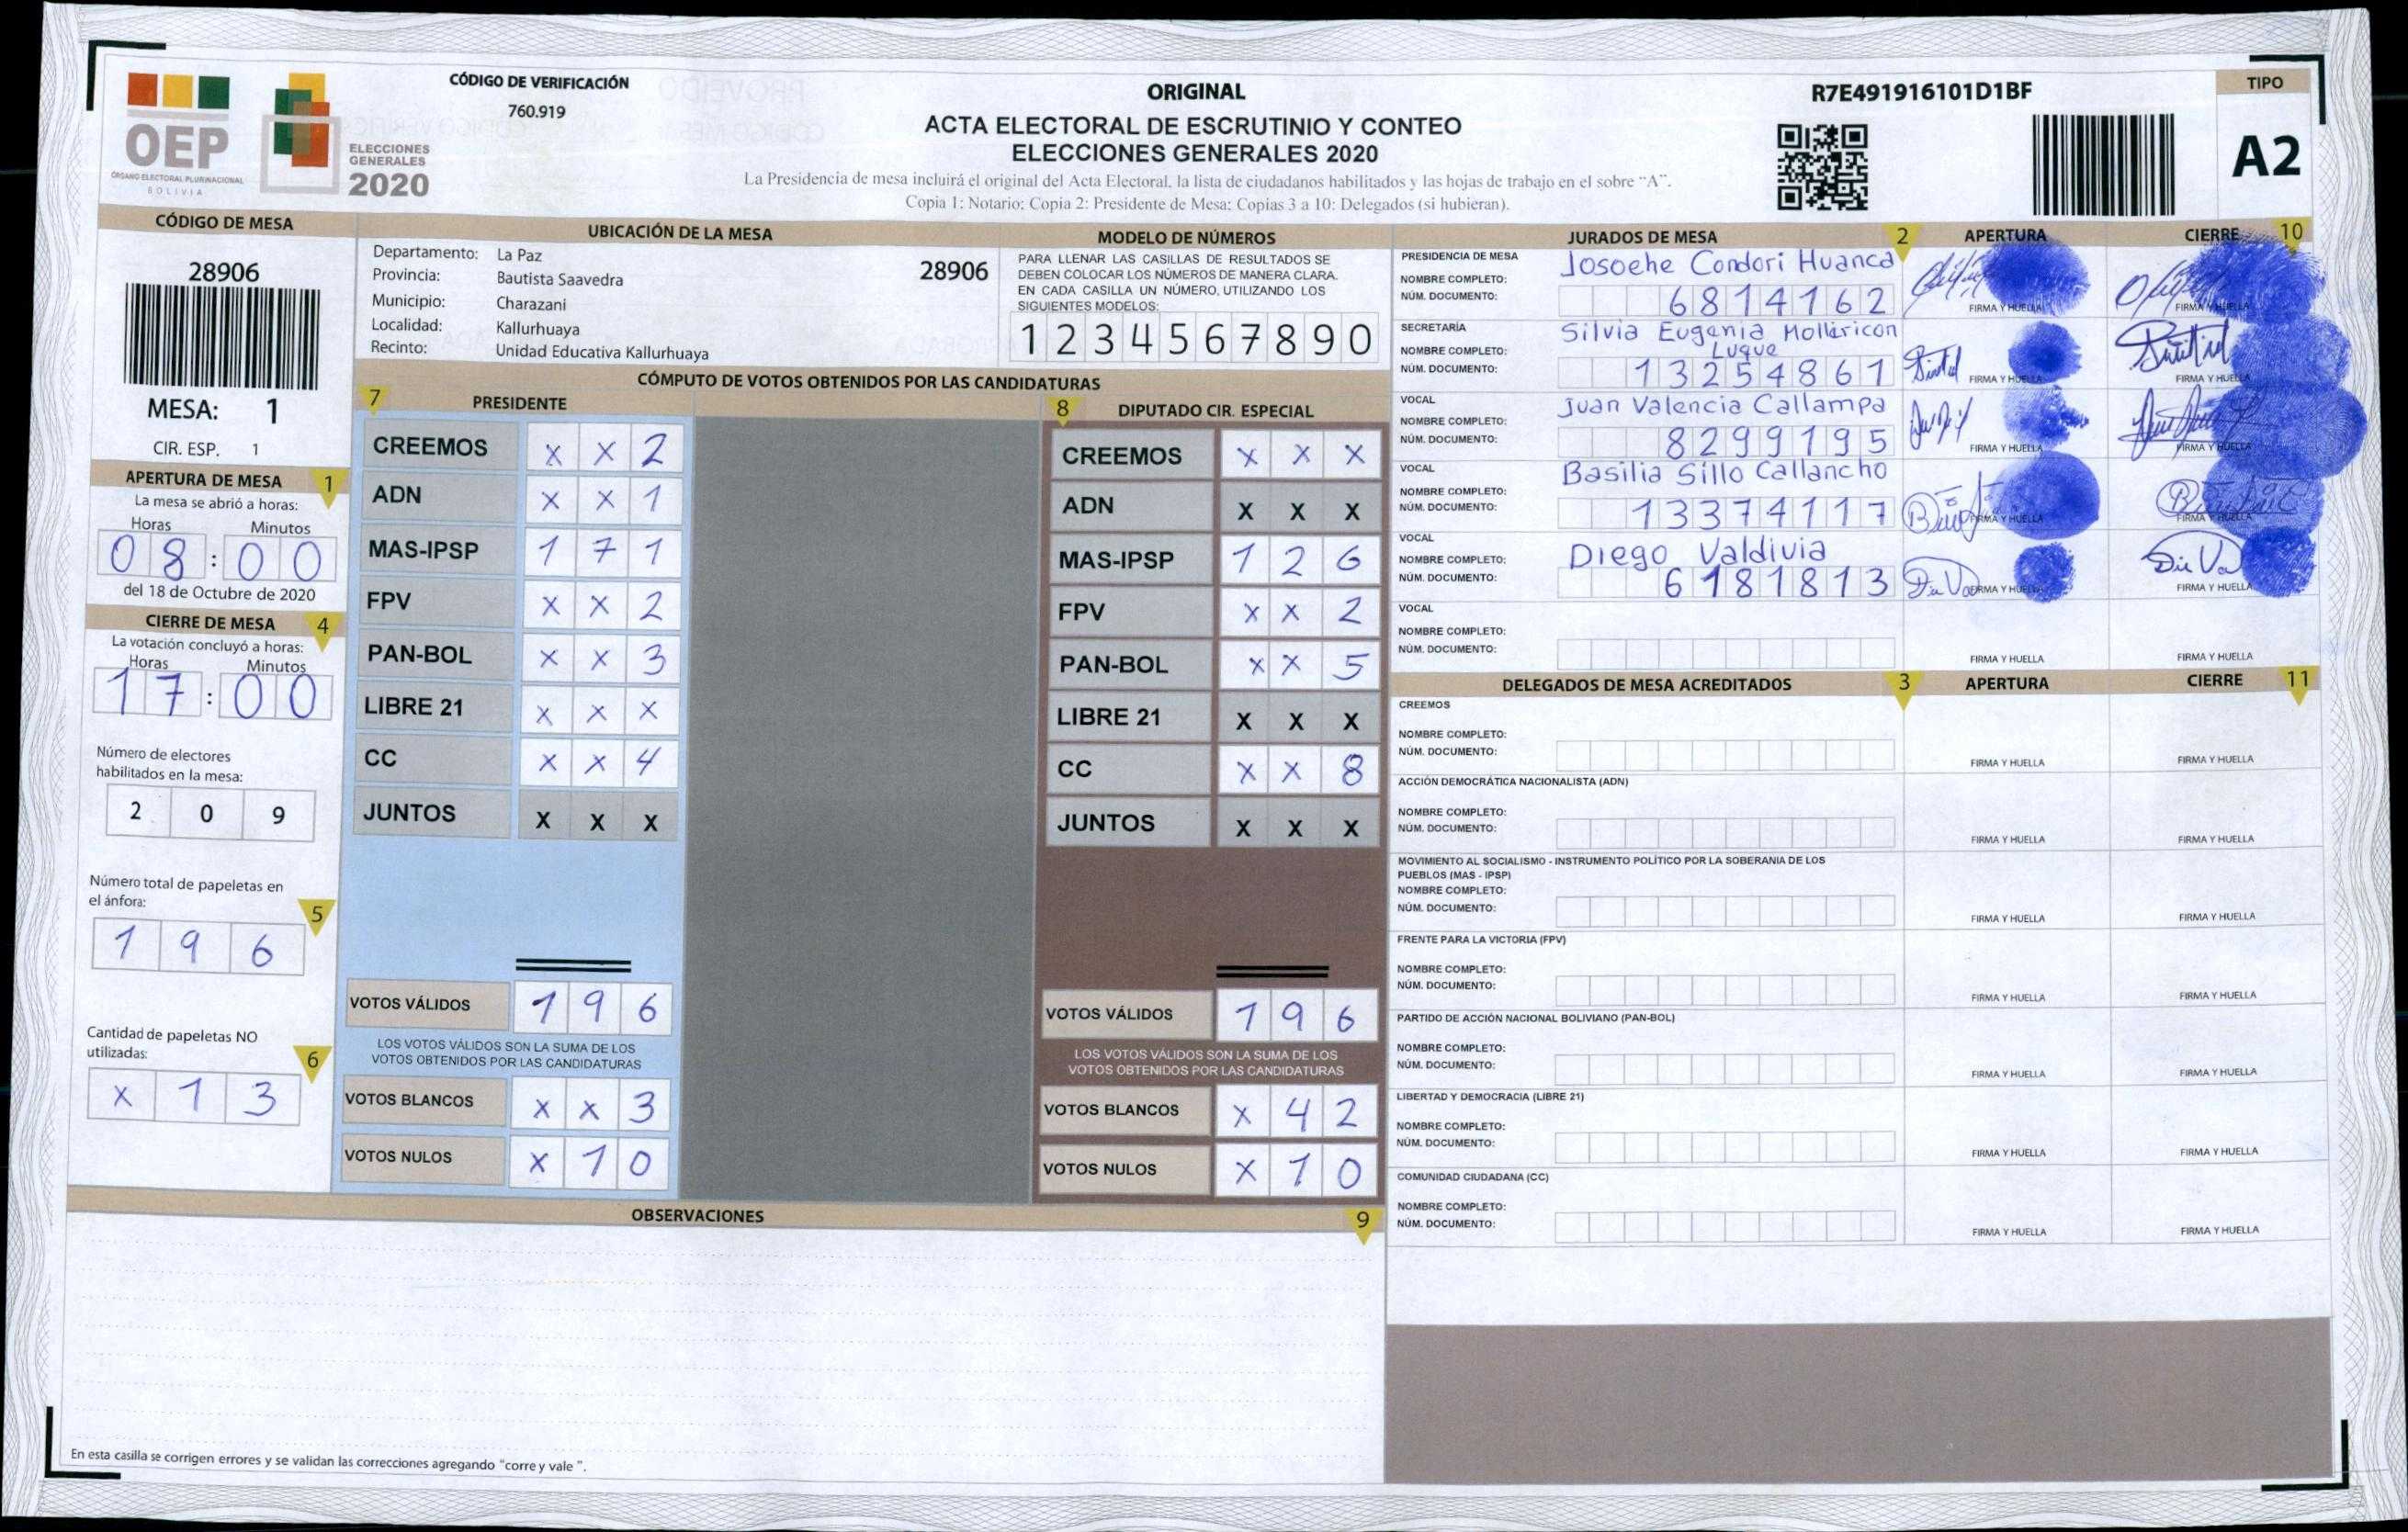 CÓDIGO DE VERIFICACIÓN
760.919
OEP
ÓRGANO ELECTORAL PLURINACIONAL
BOLIVIA
ELECCIONES
GENERALES
2020
ORIGINAL
ACTA ELECTORAL DE ESCRUTINIO Y CONTEO
ELECCIONES GENERALES 2020
La Presidencia de mesa incluirá el original del Acta Electoral, la lista de ciudadanos habilitados y las hojas de trabajo en el sobre "A".
Copia 1: Notario; Copia 2: Presidente de Mesa; Copias 3 a 10: Delegados (si hubieran).
R7E491916101D1BF
TIPO
A2
CÓDIGO DE MESA
28906
MESA: 1
CIR. ESP. 1
UBICACIÓN DE LA MESA
Departamento: La Paz
Provincia: Bautista Saavedra
Municipio: Charazani
Localidad: Kallurhuaya
Recinto: Unidad Educativa Kallurhuaya
28906
MODELO DE NÚMEROS
PARA LLENAR LAS CASILLAS DE RESULTADOS SE
DEBEN COLOCAR LOS NÚMEROS DE MANERA CLARA.
EN CADA CASILLA UN NÚMERO, UTILIZANDO LOS
SIGUIENTES MODELOS:
1 2 3 4 5 6 7 8 9 0
APERTURA DE MESA 1
La mesa se abrió a horas:
Horas Minutos
08:00
del 18 de Octubre de 2020
CIERRE DE MESA 4
La votación concluyó a horas:
Horas Minutos
17:00
Número de electores
habilitados en la mesa:
2 0 9
Número total de papeletas en
el ánfora:
5
1 9 6
Cantidad de papeletas NO
utilizadas:
6
x 1 3
CÓMPUTO DE VOTOS OBTENIDOS POR LAS CANDIDATURAS
7 PRESIDENTE
CREEMOS x x 2
ADN x x 1
MAS-IPSP 1 7 1
FPV x x 2
PAN-BOL x x 3
LIBRE 21 x x x
CC x x 4
JUNTOS X X X
VOTOS VÁLIDOS 1 9 6
LOS VOTOS VÁLIDOS SON LA SUMA DE LOS
VOTOS OBTENIDOS POR LAS CANDIDATURAS
VOTOS BLANCOS x x 3
VOTOS NULOS x 1 0
8 DIPUTADO CIR. ESPECIAL
CREEMOS x x x
ADN X X X
MAS-IPSP 1 2 6
FPV x x 2
PAN-BOL x x 5
LIBRE 21 X X X
CC x x 8
JUNTOS X X X
VOTOS VÁLIDOS 1 9 6
LOS VOTOS VÁLIDOS SON LA SUMA DE LOS
VOTOS OBTENIDOS POR LAS CANDIDATURAS
VOTOS BLANCOS x 4 2
VOTOS NULOS x 1 0
OBSERVACIONES 9
En esta casilla se corrigen errores y se validan las correcciones agregando "corre y vale ".
JURADOS DE MESA 2 APERTURA CIERRE 10
PRESIDENCIA DE MESA
NOMBRE COMPLETO: Josoehe Condori Huanca
NÚM. DOCUMENTO: 6814162
FIRMA Y HUELLA FIRMA Y HUELLA
SECRETARÍA
NOMBRE COMPLETO: Silvia Eugenia Mollericon
Luque
NÚM. DOCUMENTO: 13254861
FIRMA Y HUELLA FIRMA Y HUELLA
VOCAL
NOMBRE COMPLETO: Juan Valencia Callampa
NÚM. DOCUMENTO: 8299195
FIRMA Y HUELLA FIRMA Y HUELLA
VOCAL
NOMBRE COMPLETO: Basilia Sillo Callancho
NÚM. DOCUMENTO: 13374117
FIRMA Y HUELLA FIRMA Y HUELLA
VOCAL
NOMBRE COMPLETO: Diego Valdivia
NÚM. DOCUMENTO: 6181813
FIRMA Y HUELLA FIRMA Y HUELLA
VOCAL
NOMBRE COMPLETO:
NÚM. DOCUMENTO:
FIRMA Y HUELLA FIRMA Y HUELLA
DELEGADOS DE MESA ACREDITADOS 3 APERTURA CIERRE 11
CREEMOS
NOMBRE COMPLETO:
NÚM. DOCUMENTO:
FIRMA Y HUELLA FIRMA Y HUELLA
ACCIÓN DEMOCRÁTICA NACIONALISTA (ADN)
NOMBRE COMPLETO:
NÚM. DOCUMENTO:
FIRMA Y HUELLA FIRMA Y HUELLA
MOVIMIENTO AL SOCIALISMO - INSTRUMENTO POLÍTICO POR LA SOBERANIA DE LOS
PUEBLOS (MAS - IPSP)
NOMBRE COMPLETO:
NÚM. DOCUMENTO:
FIRMA Y HUELLA FIRMA Y HUELLA
FRENTE PARA LA VICTORIA (FPV)
NOMBRE COMPLETO:
NÚM. DOCUMENTO:
FIRMA Y HUELLA FIRMA Y HUELLA
PARTIDO DE ACCIÓN NACIONAL BOLIVIANO (PAN-BOL)
NOMBRE COMPLETO:
NÚM. DOCUMENTO:
FIRMA Y HUELLA FIRMA Y HUELLA
LIBERTAD Y DEMOCRACIA (LIBRE 21)
NOMBRE COMPLETO:
NÚM. DOCUMENTO:
FIRMA Y HUELLA FIRMA Y HUELLA
COMUNIDAD CIUDADANA (CC)
NOMBRE COMPLETO:
NÚM. DOCUMENTO:
FIRMA Y HUELLA FIRMA Y HUELLA